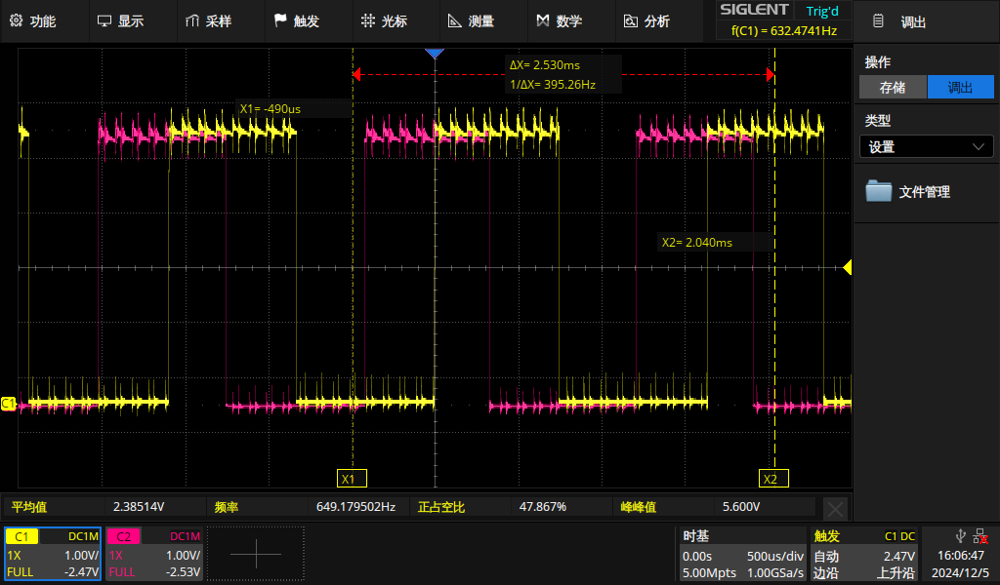 功能 显示 采样 触发 光标 测量 数学 分析
SIGLENT Trig'd
f(C1) = 632.4741Hz
调出
操作
存储 调出
类型
设置
文件管理
ΔX= 2.530ms
1/ΔX= 395.26Hz
X1= -490us
X2= 2.040ms
C1
X1 X2
平均值 2.38514V 频率 649.179502Hz 正占空比 47.867% 峰峰值 5.600V
C1 DC1M
1X 1.00V/
FULL -2.47V
C2 DC1M
1X 1.00V/
FULL -2.53V
时基
0.00s 500us/div
5.00Mpts 1.00GSa/s
触发 C1 DC
自动 2.47V
边沿 上升沿
16:06:47
2024/12/5